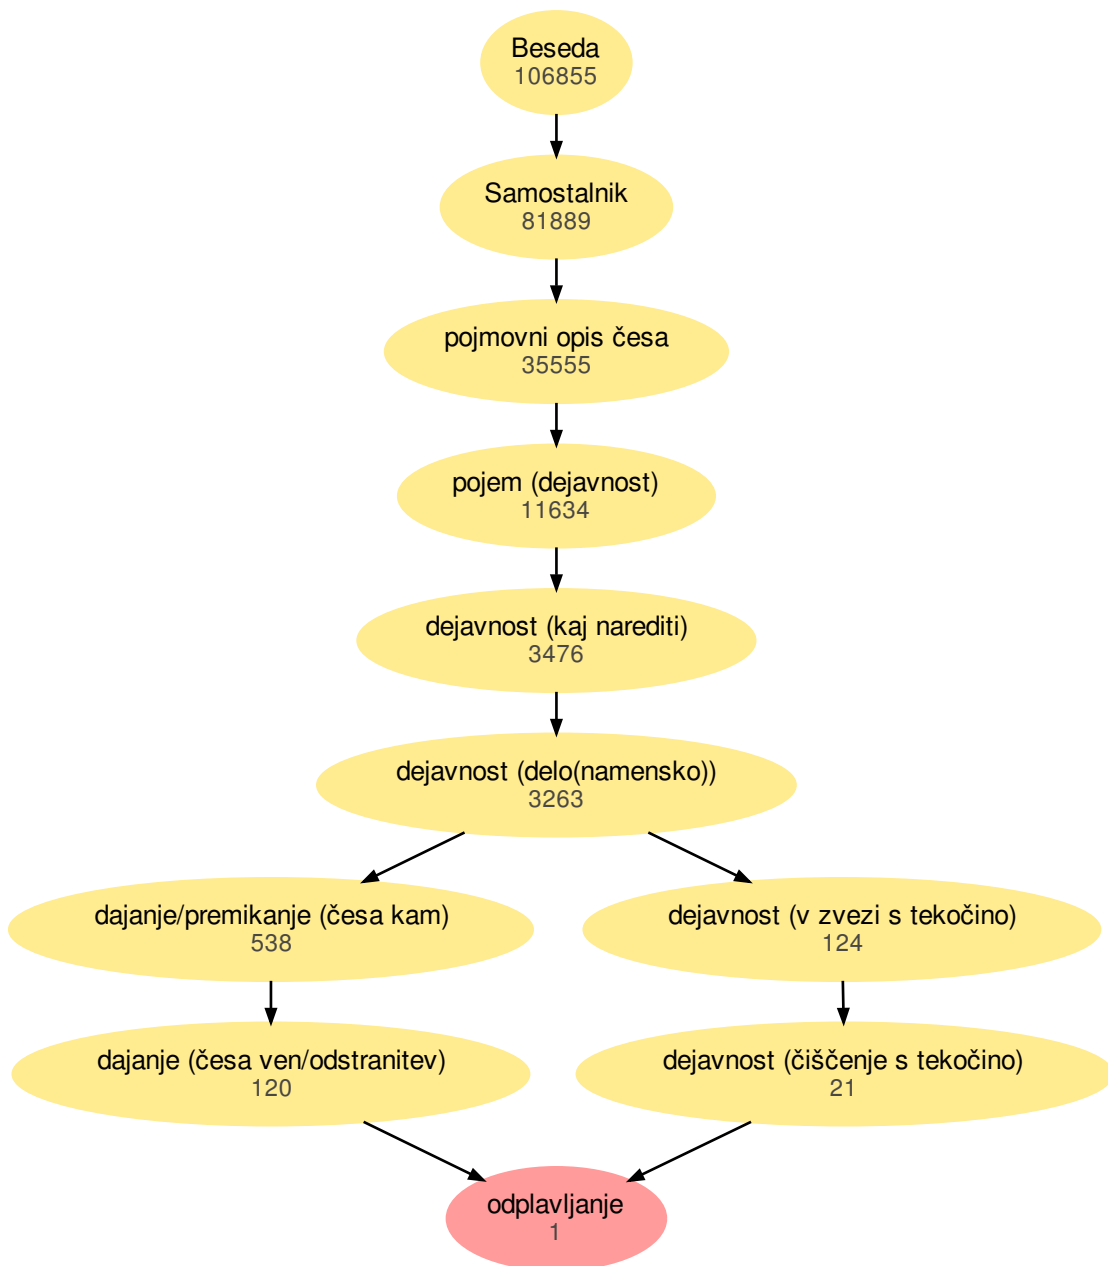 Beseda
106855
Samostalnik
81889
pojmovni opis česa
35555
pojem (dejavnost)
11634
dejavnost (kaj narediti)
3476
dejavnost (delo(namensko))
3263
dajanje/premikanje (česa kam)
538
dejavnost (v zvezi s tekočino)
124
dajanje (česa ven/odstranitev)
120
dejavnost (čiščenje s tekočino)
21
odplavljanje
1